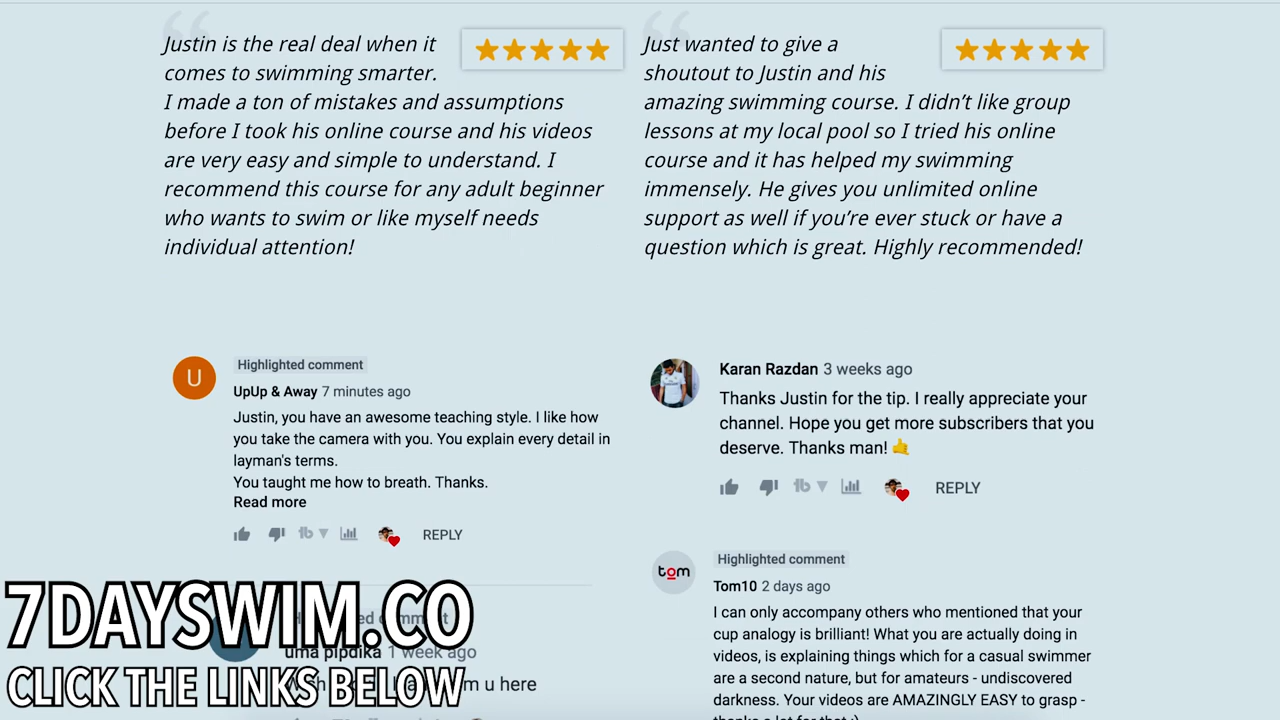 Justin is the real deal when it
comes to swimming smarter.
I made a ton of mistakes and assumptions
before I took his online course and his videos
are very easy and simple to understand. I
recommend this course for any adult beginner
who wants to swim or like myself needs
individual attention!
Just wanted to give a
shoutout to Justin and his
amazing swimming course. I didn’t like group
lessons at my local pool so I tried his online
course and it has helped my swimming
immensely. He gives you unlimited online
support as well if you’re ever stuck or have a
question which is great. Highly recommended!
U
Highlighted comment
UpUp & Away 7 minutes ago
Justin, you have an awesome teaching style. I like how
you take the camera with you. You explain every detail in
layman's terms.
You taught me how to breath. Thanks.
Read more
REPLY
Karan Razdan 3 weeks ago
Thanks Justin for the tip. I really appreciate your
channel. Hope you get more subscribers that you
deserve. Thanks man! 🤙
REPLY
uma pipdika 1 week ago
u here
tom
Highlighted comment
Tom10 2 days ago
I can only accompany others who mentioned that your
cup analogy is brilliant! What you are actually doing in
videos, is explaining things which for a casual swimmer
are a second nature, but for amateurs - undiscovered
darkness. Your videos are AMAZINGLY EASY to grasp -
thanks a lot for that :)
7DAYSWIM.CO
CLICK THE LINKS BELOW